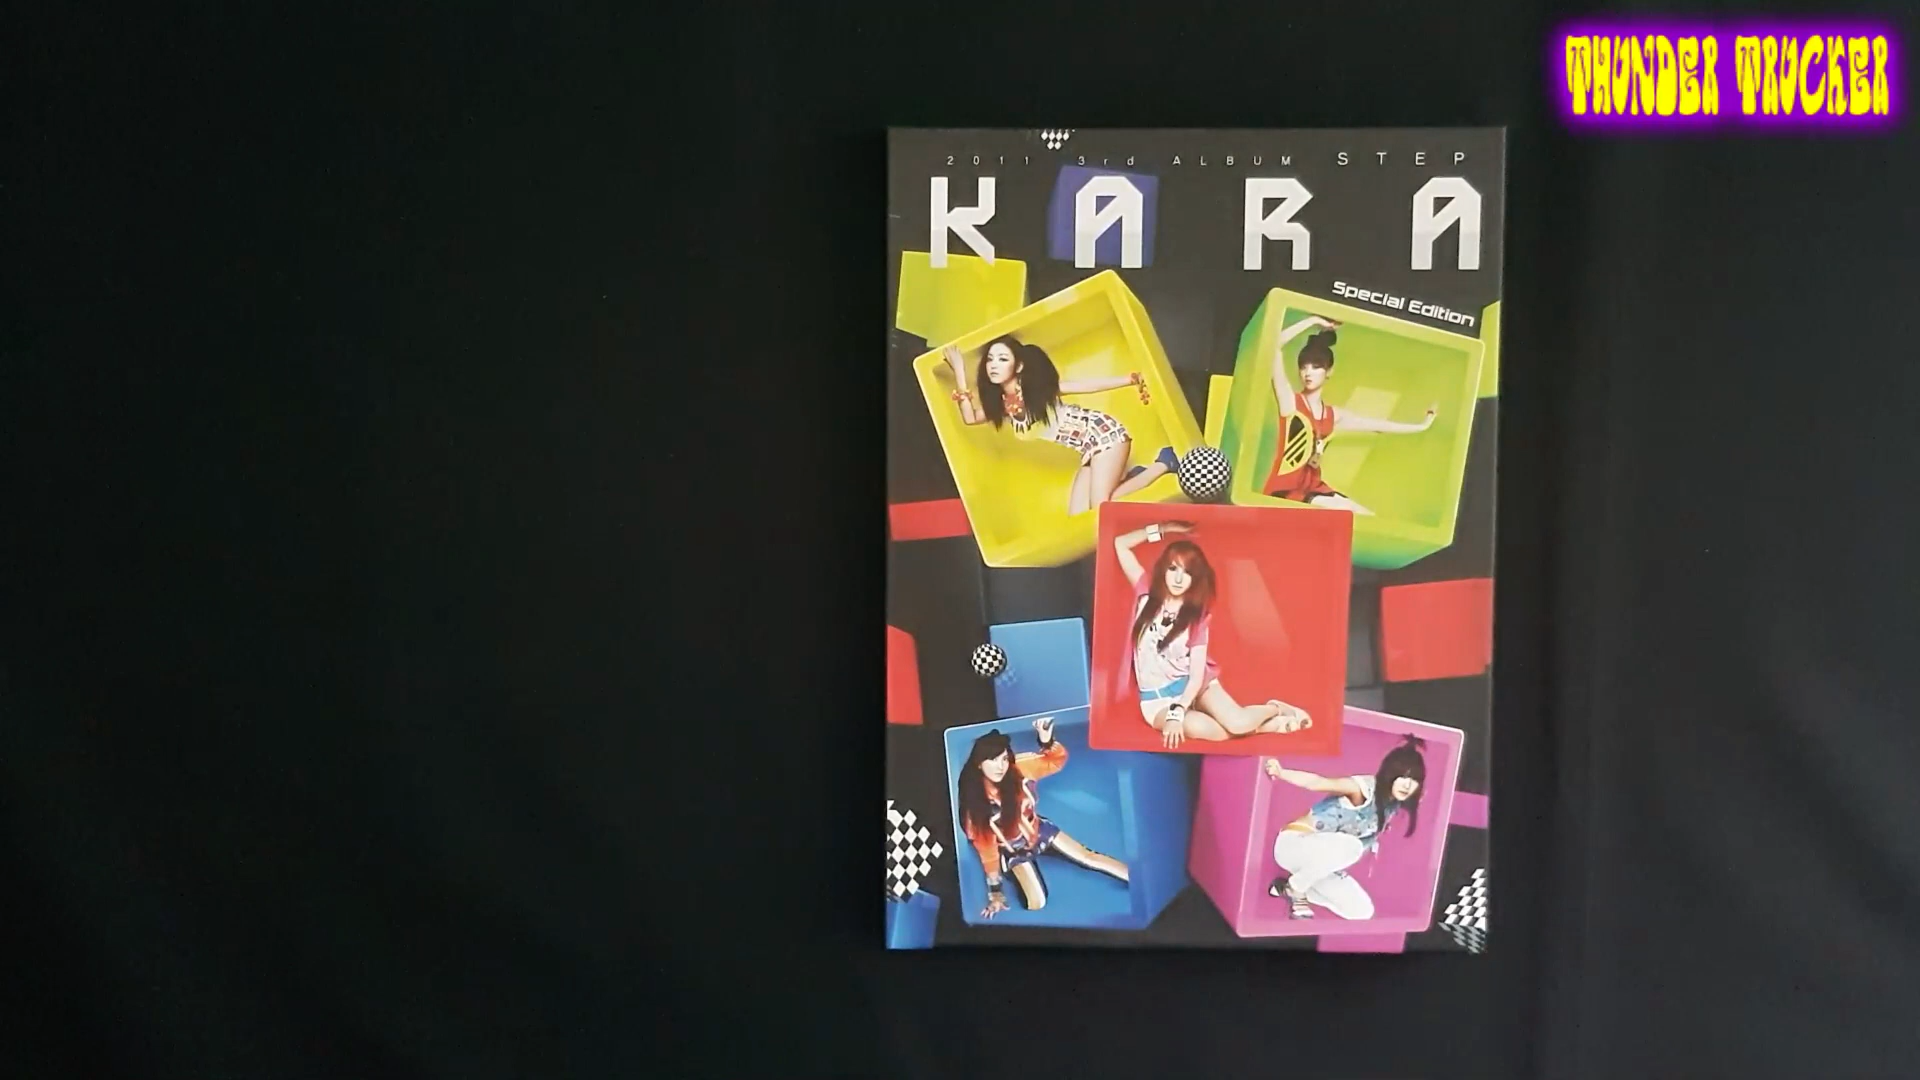 THUNDER TRUCKER
2011 3rd ALBUM STEP
KARA
Special Edition